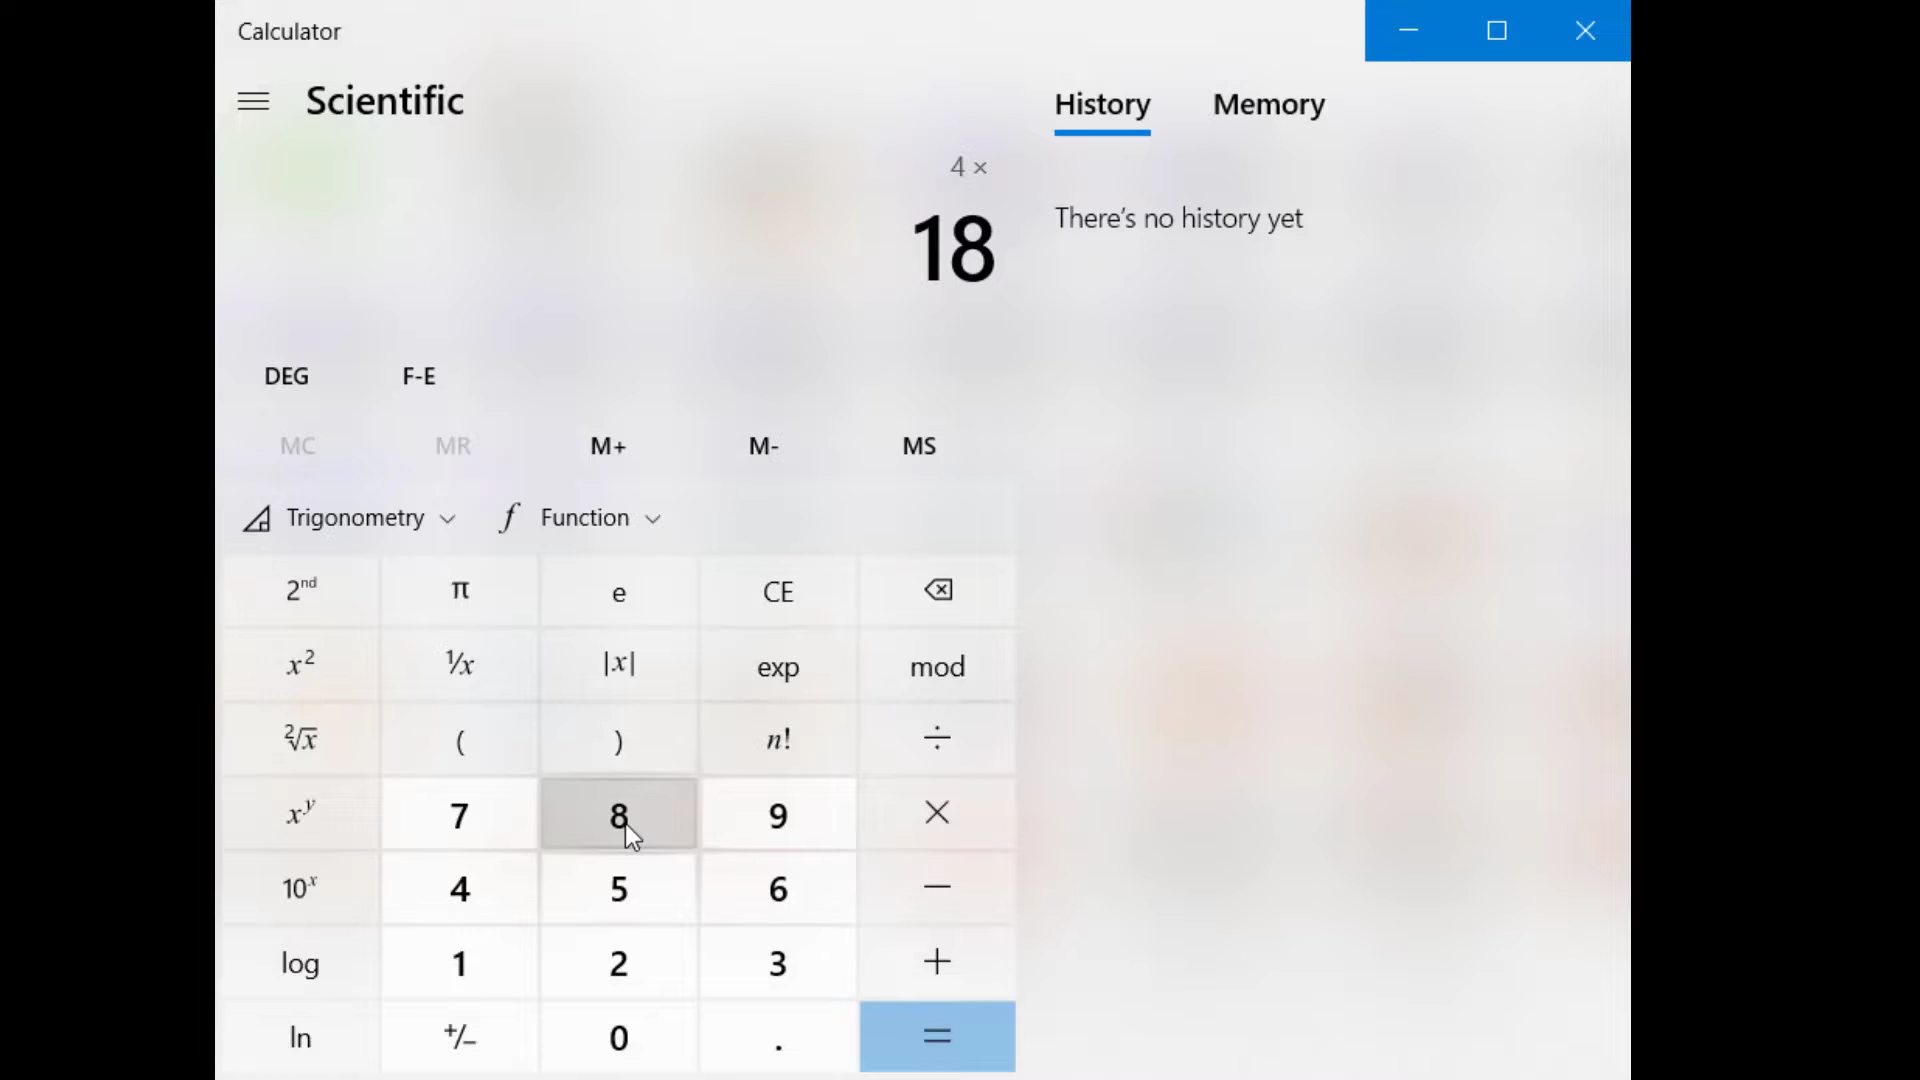 Calculator
Scientific
History Memory
4 ×
18
There's no history yet
DEG F-E
MC MR M+ M- MS
Trigonometry f Function
2nd π e CE
x2 1/x |x| exp mod
2√x ( ) n! ÷
xy 7 8 9 ×
10x 4 5 6 −
log 1 2 3 +
ln +/− 0 . =